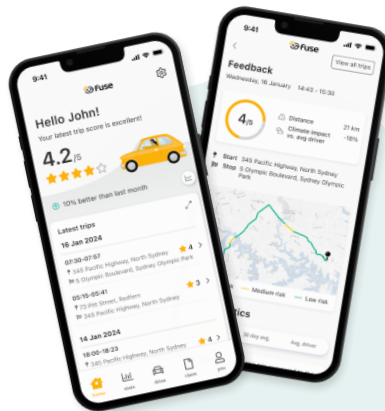 9:41
fuse
Hello John!
Your latest trip score is excellent!
4.2/5
10% better than last month
Latest trips
16 Jan 2024
07:30-07:57
345 Pacific Highway, North Sydney
5 Olympic Boulevard, Sydney Olympic Park
4
05:15-05:41
73 Pitt Street, Redfern
345 Pacific Highway, North Sydney
3
14 Jan 2024
18:00-18:23
345 Pacific Highway, North Sydney
4
home
stats
drive
claim
you
9:41
fuse
View all trips
Feedback
Wednesday, 16 January 14:43 - 15:30
4/5
Distance 21 km
Climate impact -18%
vs. avg driver
Start 345 Pacific Highway, North Sydney
Stop 5 Olympic Boulevard, Sydney Olympic
Park
Medium risk
Low risk
30 day avg.
Avg. driver